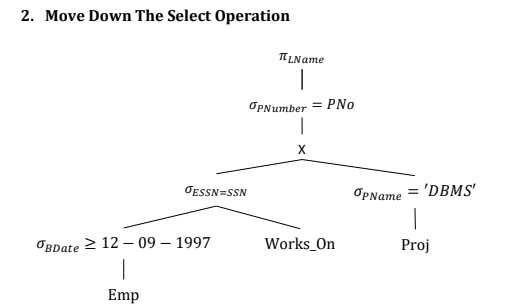 2. Move Down The Select Operation
π_LName
σ_PNumber = PNo
X
σ_ESSN=SSN
σ_PName = 'DBMS'
σ_BDate ≥ 12 − 09 − 1997
Works_On
Proj
Emp